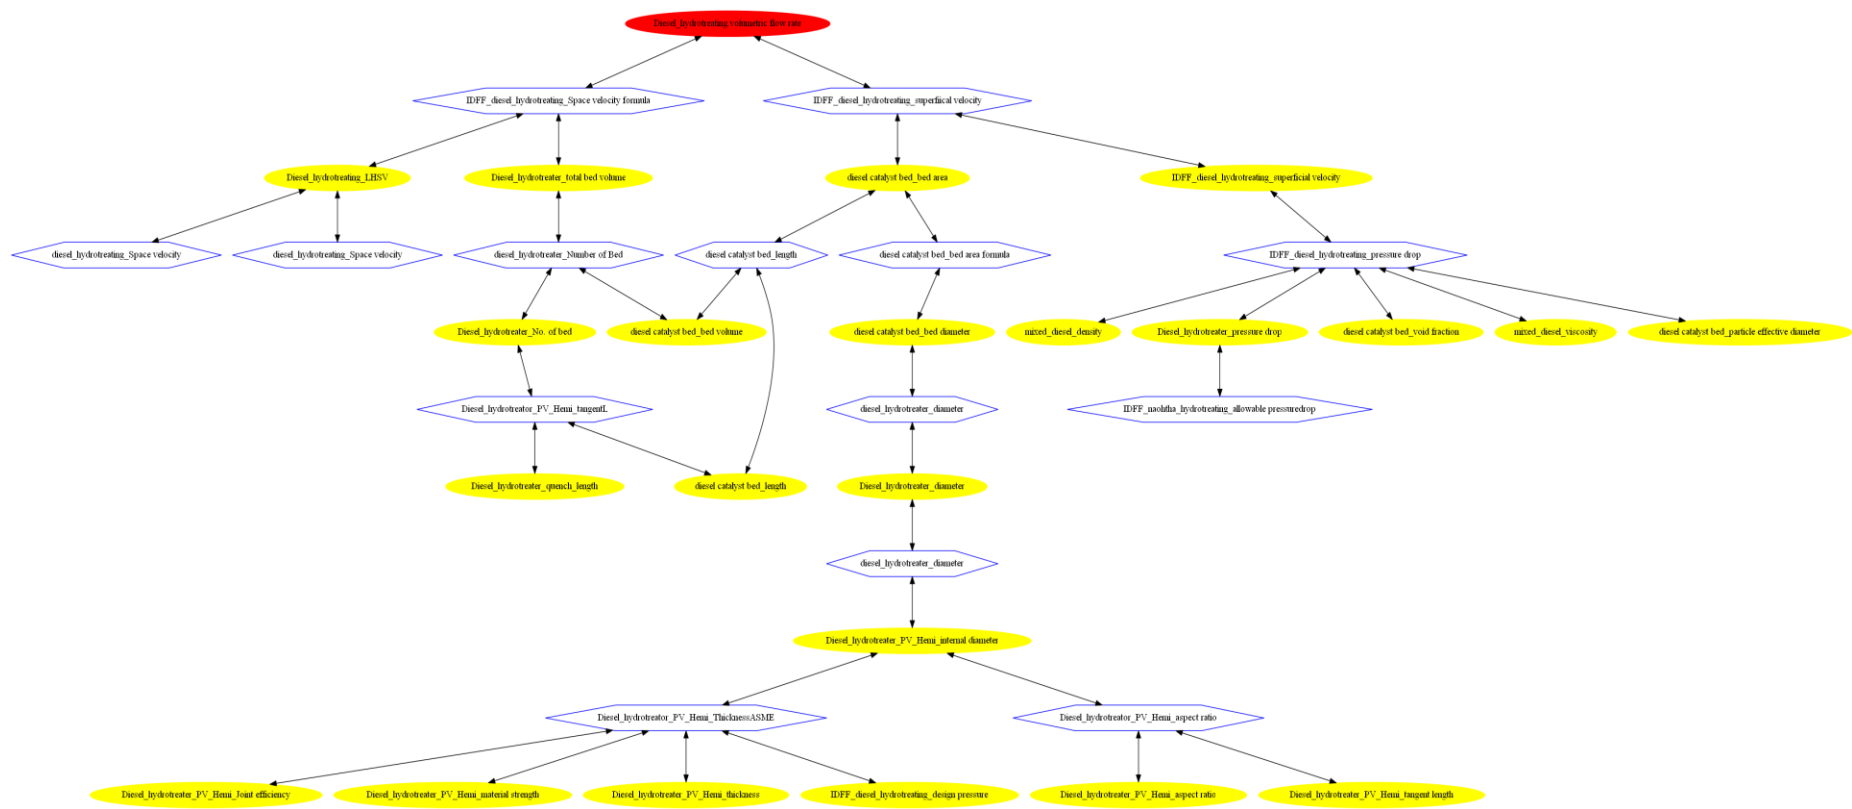 Diesel_hydrotreating volumetric flow rate
IDFF_diesel_hydrotreating_Space velocity formula
IDFF_diesel_hydrotreating_superfiical velocity
Diesel_hydrotreating_LHSV
Diesel_hydrotreater_total bed volume
diesel catalyst bed_bed area
IDFF_diesel_hydrotreating_superficial velocity
diesel_hydrotreating_Space velocity
diesel_hydrotreating_Space velocity
diesel_hydrotreater_Number of Bed
diesel catalyst bed_length
diesel catalyst bed_bed area formula
IDFF_diesel_hydrotreating_pressure drop
Diesel_hydrotreater_No. of bed
diesel catalyst bed_bed volume
diesel catalyst bed_bed diameter
mixed_diesel_density
Diesel_hydrotreater_pressure drop
diesel catalyst bed_void fraction
mixed_diesel_viscosity
diesel catalyst bed_particle effective diameter
Diesel_hydrotreator_PV_Hemi_tangentL
diesel_hydrotreater_diameter
IDFF_naohtha_hydrotreating_allowable pressuredrop
Diesel_hydrotreater_quench_length
diesel catalyst bed_length
Diesel_hydrotreater_diameter
diesel_hydrotreater_diameter
Diesel_hydrotreater_PV_Hemi_internal diameter
Diesel_hydrotreator_PV_Hemi_ThicknessASME
Diesel_hydrotreator_PV_Hemi_aspect ratio
Diesel_hydrotreater_PV_Hemi_Joint efficiency
Diesel_hydrotreater_PV_Hemi_material strength
Diesel_hydrotreater_PV_Hemi_thickness
IDFF_diesel_hydrotreating_design pressure
Diesel_hydrotreater_PV_Hemi_aspect ratio
Diesel_hydrotreater_PV_Hemi_tangent length